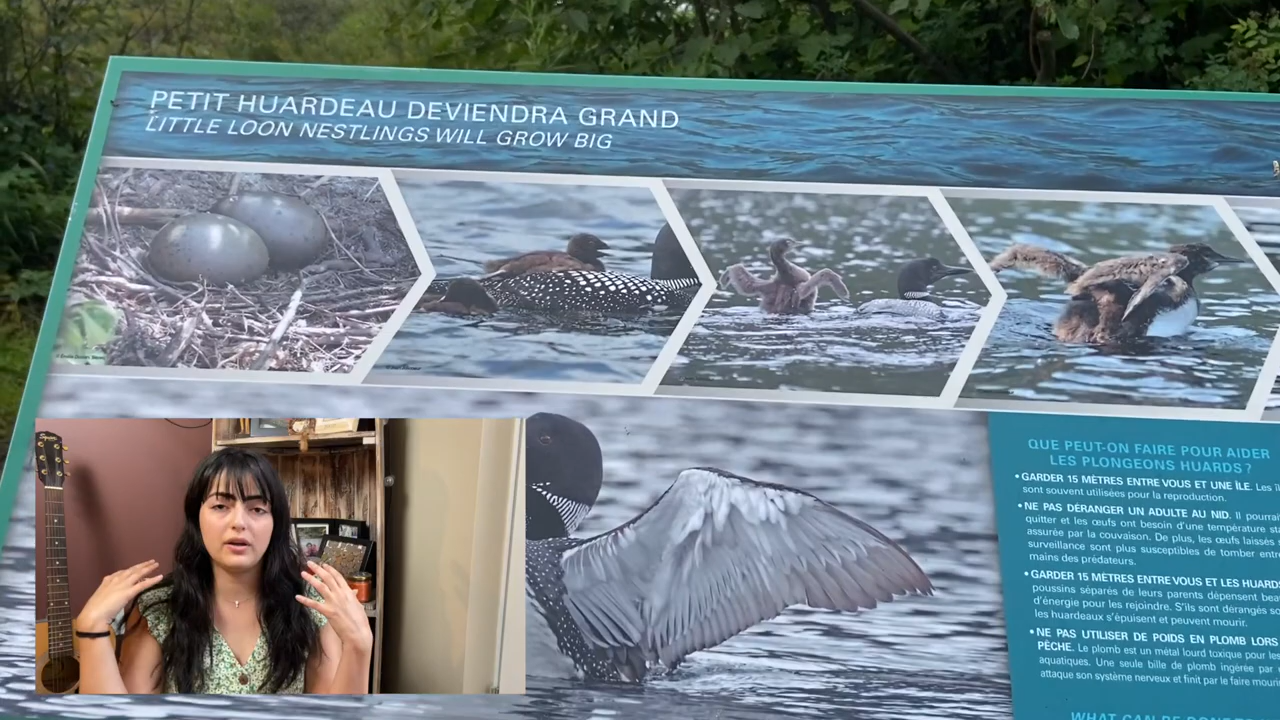 PETIT HUARDEAU DEVIENDRA GRAND
LITTLE LOON NESTLINGS WILL GROW BIG
QUE PEUT-ON FAIRE POUR AIDER
LES PLONGEONS HUARDS?
• GARDER 15 MÈTRES ENTRE VOUS ET UNE ÎLE. Les îl
sont souvent utilisées pour la reproduction.
• NE PAS DÉRANGER UN ADULTE AU NID. Il pourrai
quitter et les œufs ont besoin d'une température sta
assurée par la couvaison. De plus, les œufs laissés s
surveillance sont plus susceptibles de tomber entre
mains des prédateurs.
• GARDER 15 MÈTRES ENTRE VOUS ET LES HUARDS
poussins séparés de leurs parents dépensent beau
d'énergie pour les rejoindre. S'ils sont dérangés so
les huardeaux s'épuisent et peuvent mourir.
• NE PAS UTILISER DE POIDS EN PLOMB LORS
PÊCHE. Le plomb est un métal lourd toxique pour les
aquatiques. Une seule bille de plomb ingérée par
attaque son système nerveux et finit par le faire mouri